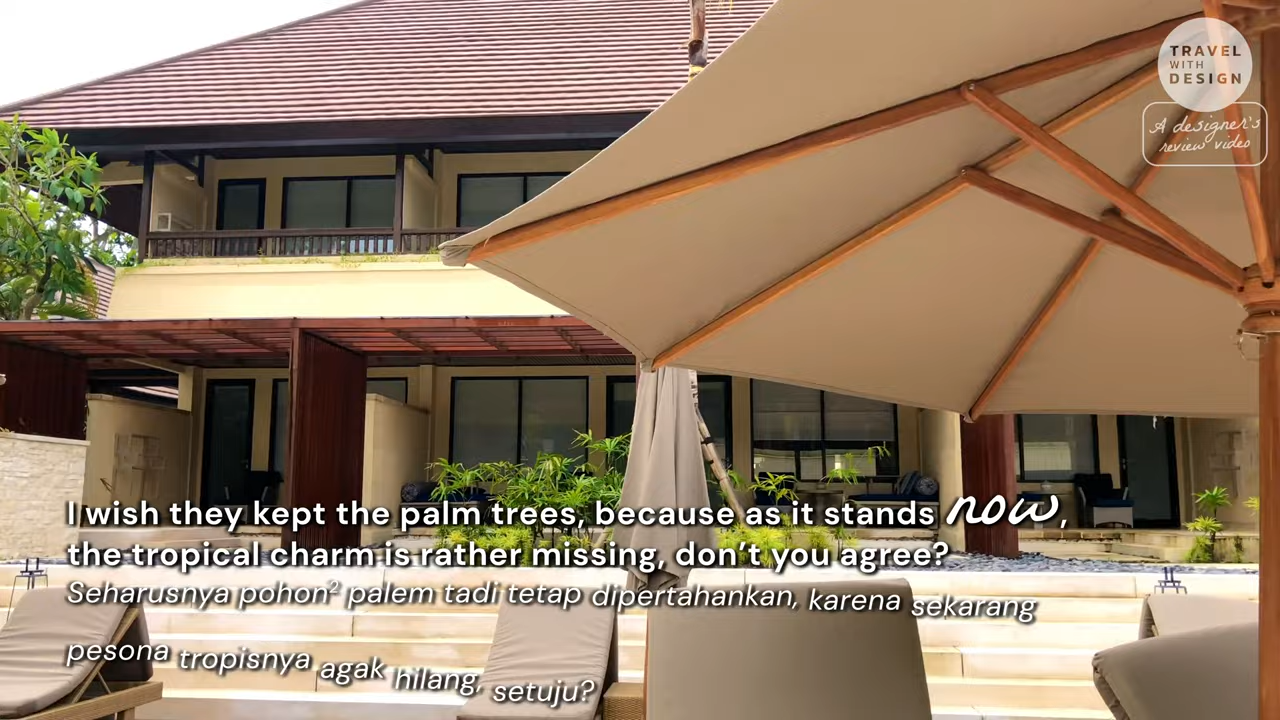 TRAVEL
WITH
DESIGN
A designer's
review video
I wish they kept the palm trees, because as it stands now,
the tropical charm is rather missing, don't you agree?
Seharusnya pohon² palem tadi tetap dipertahankan, karena sekarang
pesona tropisnya agak hilang, setuju?